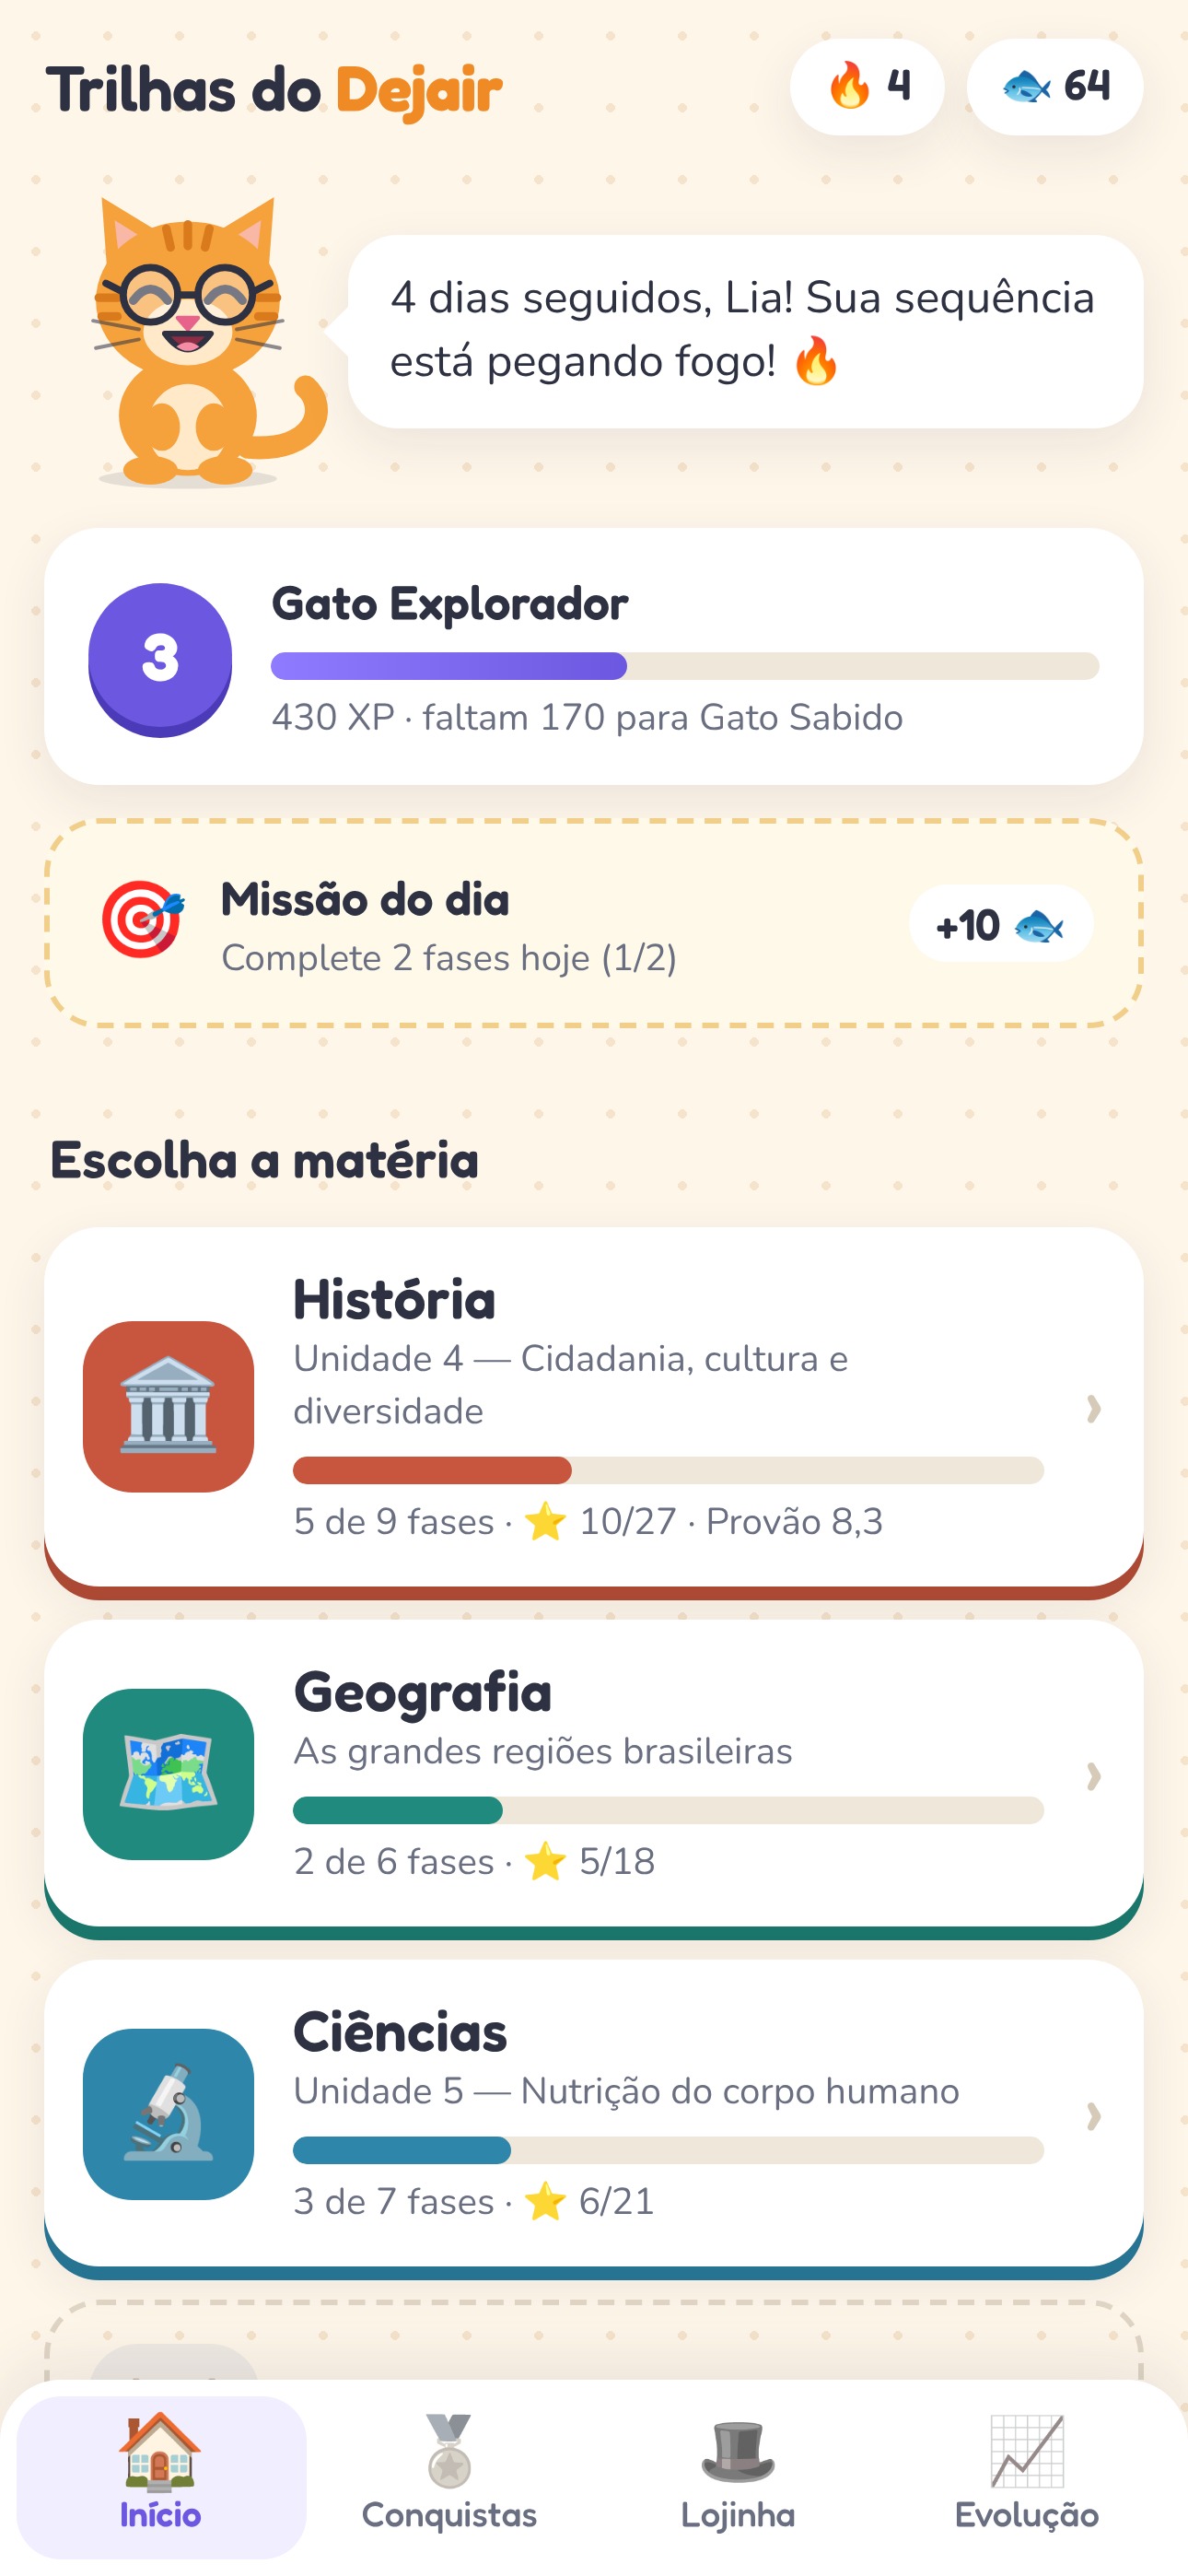 Trilhas do Dejair
🔥 4
🐟 64
4 dias seguidos, Lia! Sua sequência
está pegando fogo! 🔥
3
Gato Explorador
430 XP · faltam 170 para Gato Sabido
Missão do dia
Complete 2 fases hoje (1/2)
+10 🐟
Escolha a matéria
História
Unidade 4 — Cidadania, cultura e
diversidade
5 de 9 fases · ⭐ 10/27 · Provão 8,3
›
Geografia
As grandes regiões brasileiras
2 de 6 fases · ⭐ 5/18
›
Ciências
Unidade 5 — Nutrição do corpo humano
3 de 7 fases · ⭐ 6/21
›
Início
Conquistas
Lojinha
Evolução